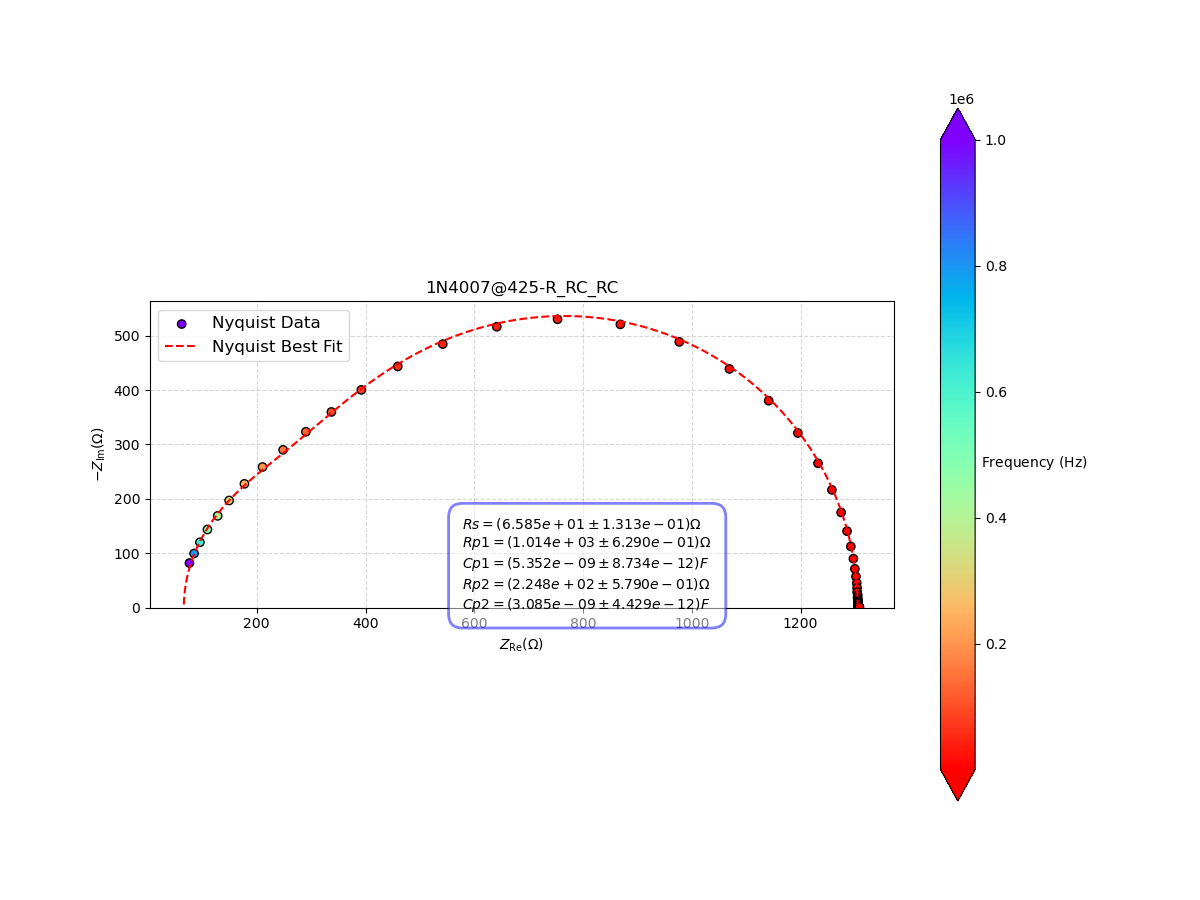 1N4007@425-R_RC_RC
Nyquist Data
Nyquist Best Fit
−Z_Im(Ω)
500
400
300
200
100
0
Rs = (6.585e + 01 ± 1.313e − 01)Ω
Rp1 = (1.014e + 03 ± 6.290e − 01)Ω
Cp1 = (5.352e − 09 ± 8.734e − 12)F
Rp2 = (2.248e + 02 ± 5.790e − 01)Ω
Cp2 = (3.085e − 09 ± 4.429e − 12)F
200 400 600 800 1000 1200
Z_Re(Ω)
1e6
1.0
0.8
0.6
0.4
0.2
Frequency (Hz)